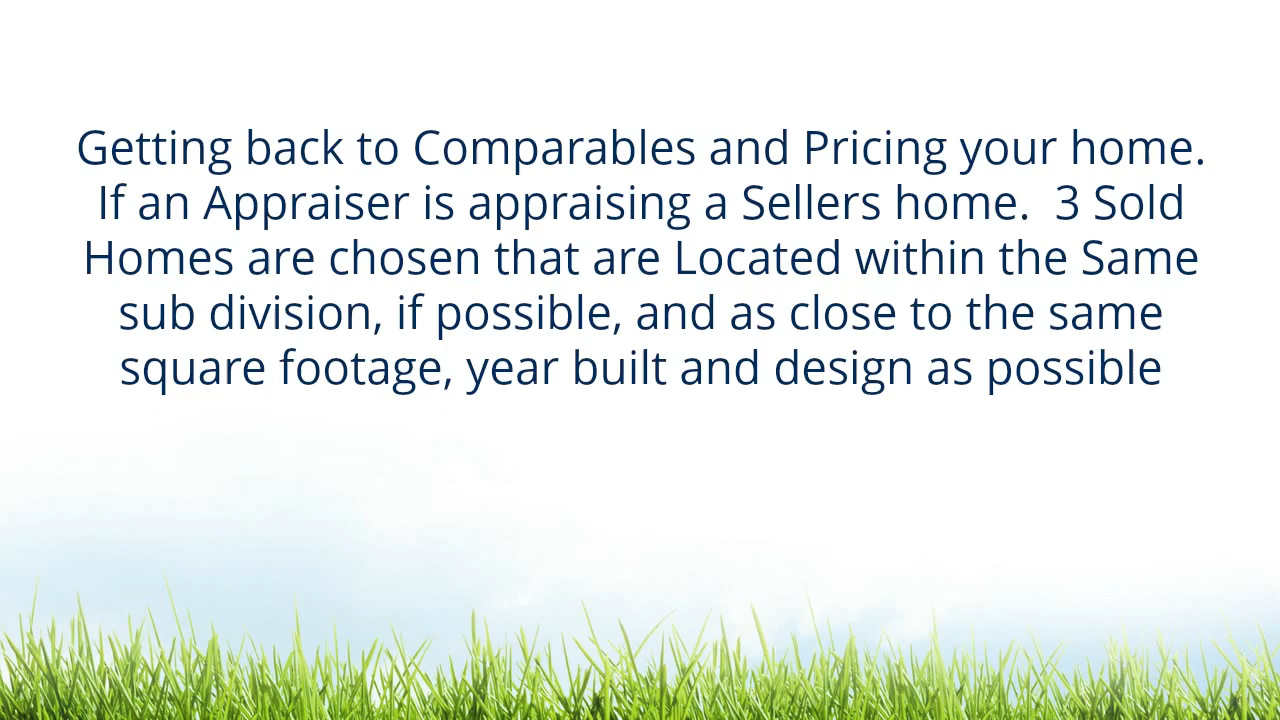 Getting back to Comparables and Pricing your home.
If an Appraiser is appraising a Sellers home.  3 Sold
Homes are chosen that are Located within the Same
sub division, if possible, and as close to the same
square footage, year built and design as possible